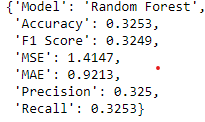 {'Model': 'Random Forest',
'Accuracy': 0.3253,
'F1 Score': 0.3249,
'MSE': 1.4147,
'MAE': 0.9213,
'Precision': 0.325,
'Recall': 0.3253}